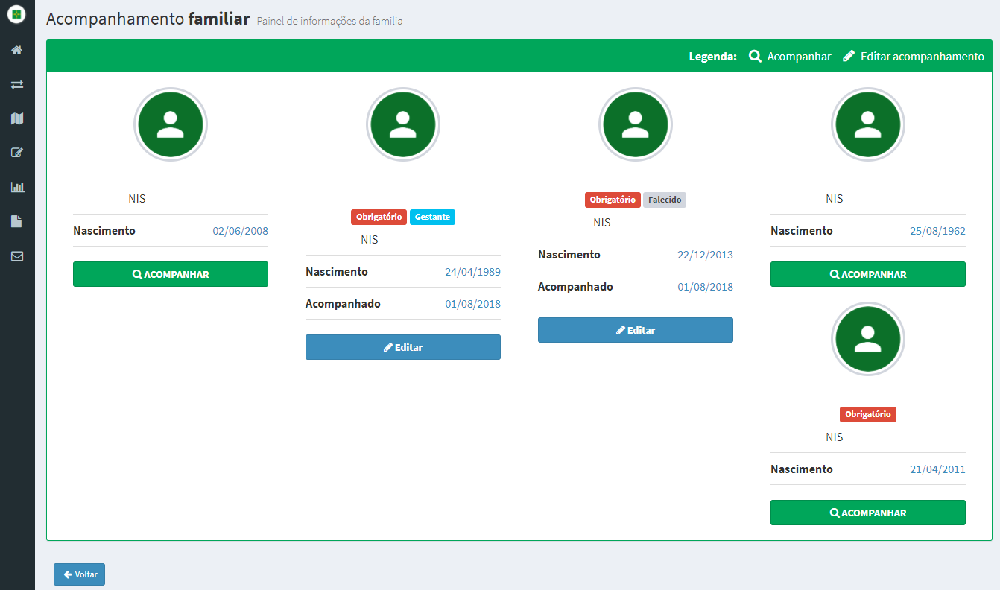 Acompanhamento familiar Painel de informações da familia
Legenda: Acompanhar Editar acompanhamento
NIS
Nascimento 02/06/2008
ACOMPANHAR
Obrigatório Gestante
NIS
Nascimento 24/04/1989
Acompanhado 01/08/2018
Editar
Obrigatório Falecido
NIS
Nascimento 22/12/2013
Acompanhado 01/08/2018
Editar
NIS
Nascimento 25/08/1962
ACOMPANHAR
Obrigatório
NIS
Nascimento 21/04/2011
ACOMPANHAR
Voltar